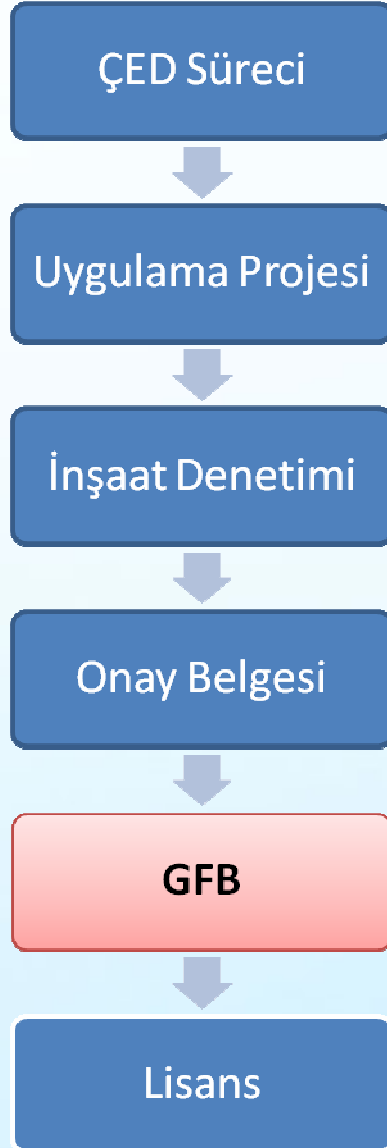 ÇED Süreci
Uygulama Projesi
İnşaat Denetimi
Onay Belgesi
GFB
Lisans